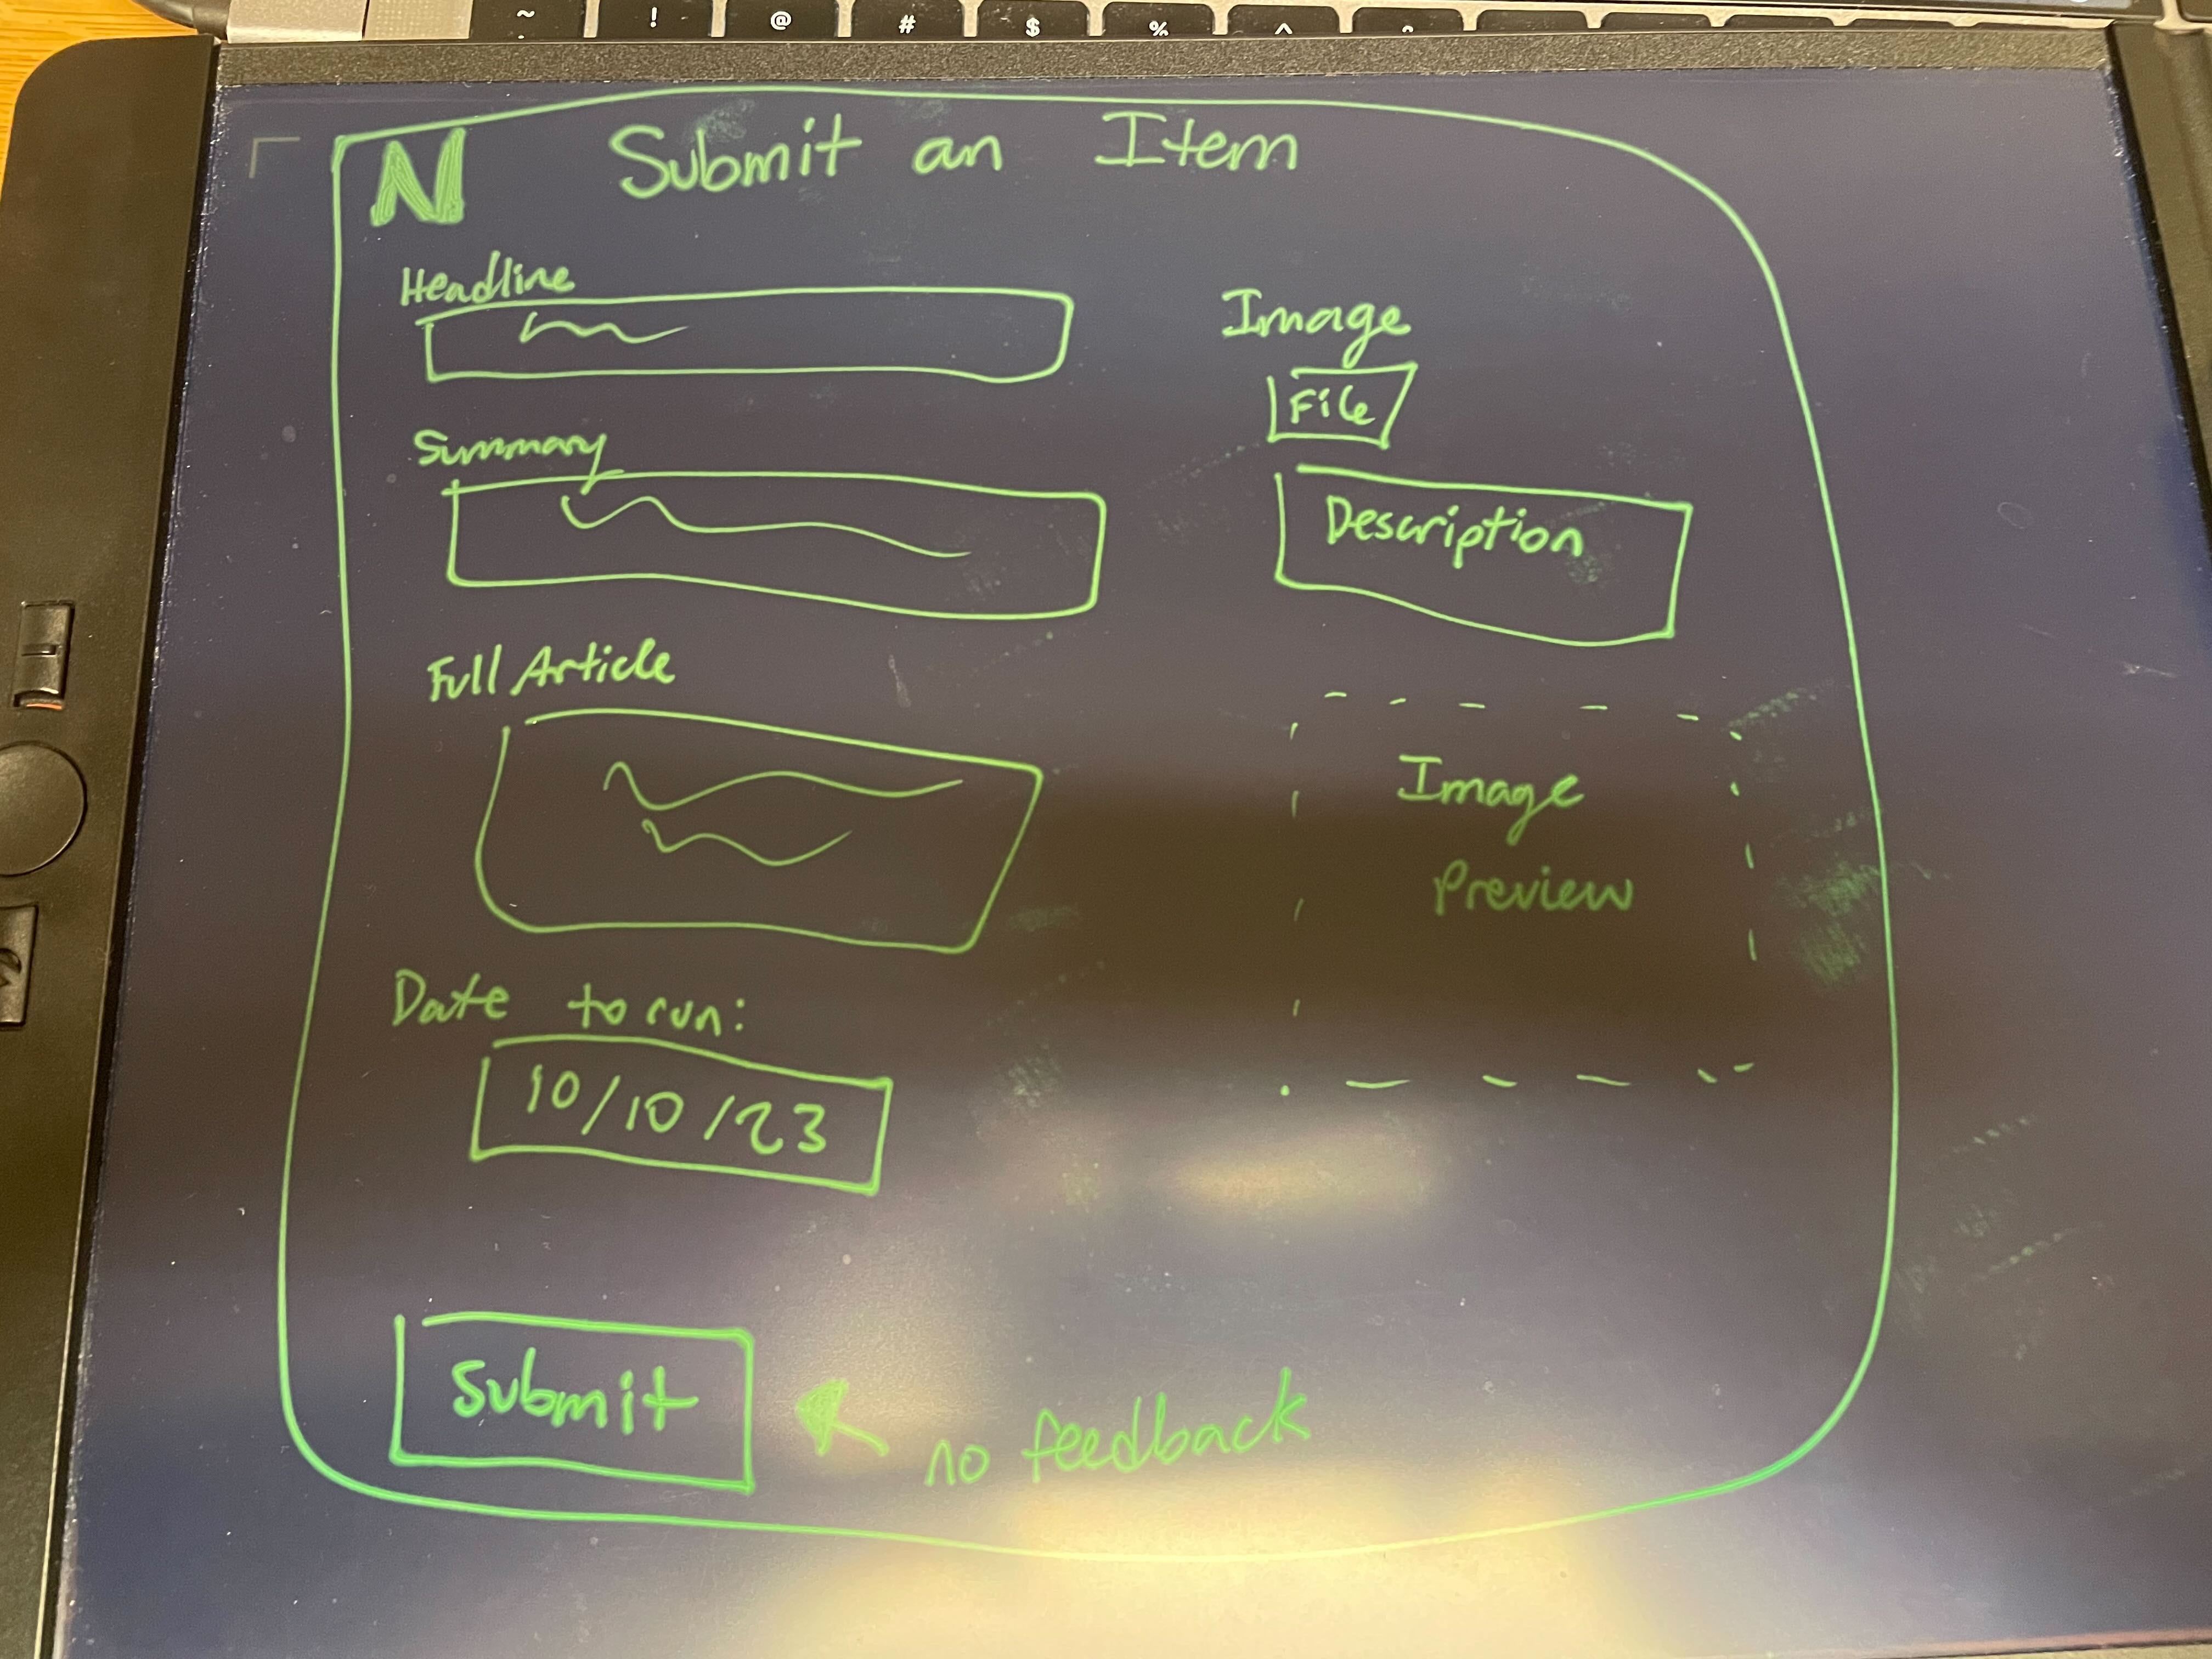 ~ ! @ # $ % ^
N Submit an Item
Headline
Summary
Full Article
Date to run:
10/10/23
Submit
no feedback
Image
File
Description
Image
Preview